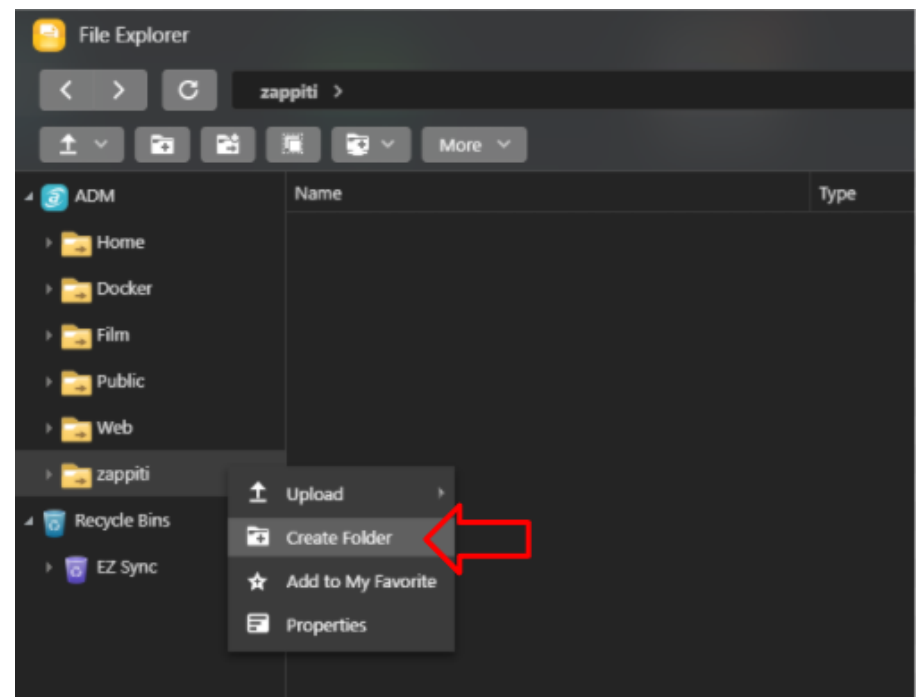 File Explorer
zappiti >
More
ADM
Name
Type
Home
Docker
Film
Public
Web
zappiti
Upload
Recycle Bins
Create Folder
EZ Sync
Add to My Favorite
Properties